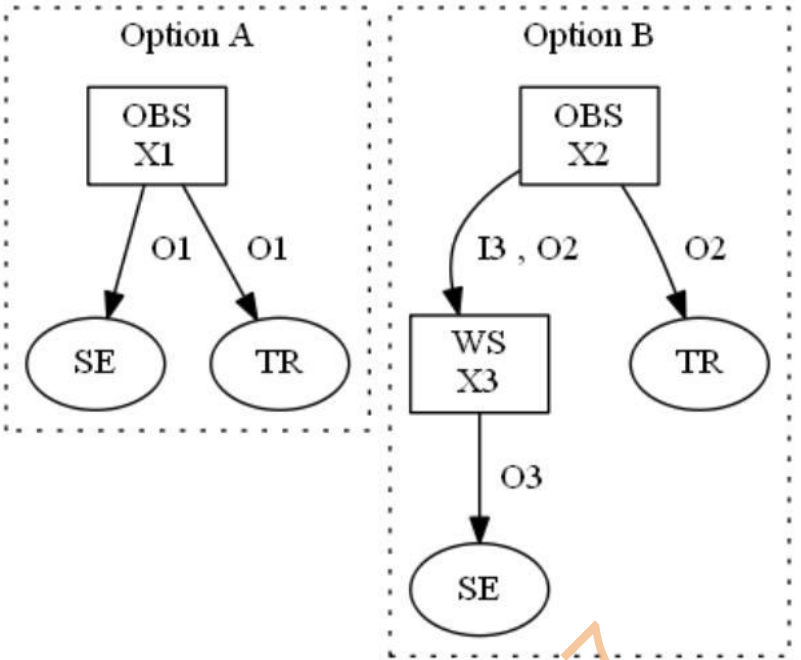 Option A
OBS
X1
O1
O1
SE
TR
Option B
OBS
X2
I3 , O2
O2
WS
X3
TR
O3
SE